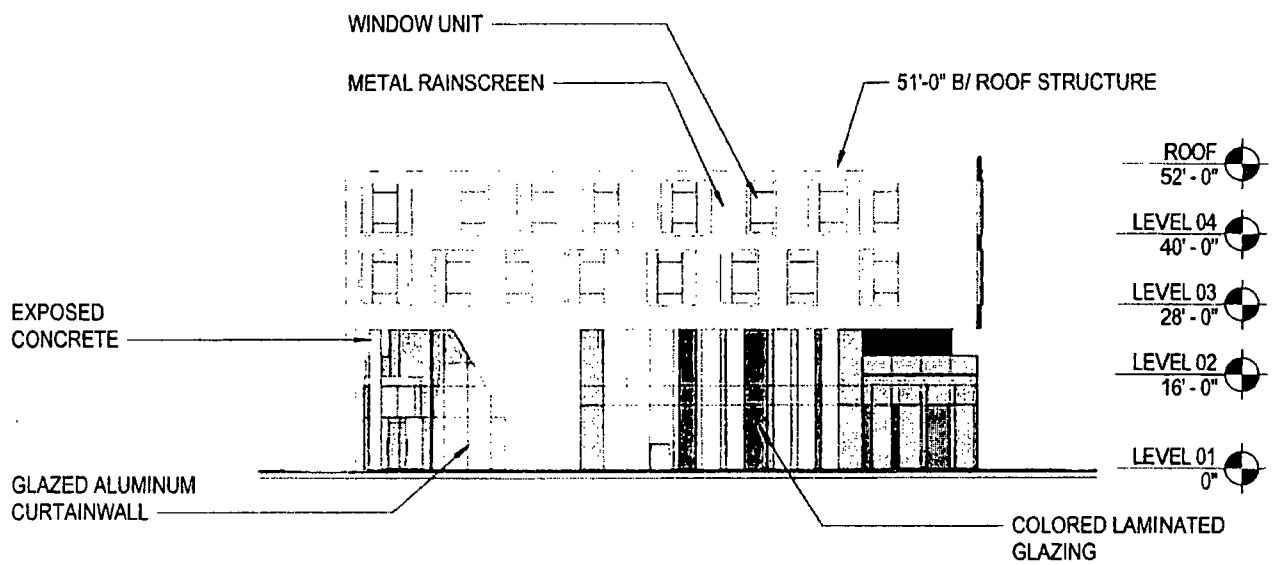 WINDOW UNIT
METAL RAINSCREEN
51'-0" B/ ROOF STRUCTURE
ROOF
52' - 0"
LEVEL 04
40' - 0"
LEVEL 03
28' - 0"
LEVEL 02
16' - 0"
LEVEL 01
0"
EXPOSED
CONCRETE
GLAZED ALUMINUM
CURTAINWALL
COLORED LAMINATED
GLAZING